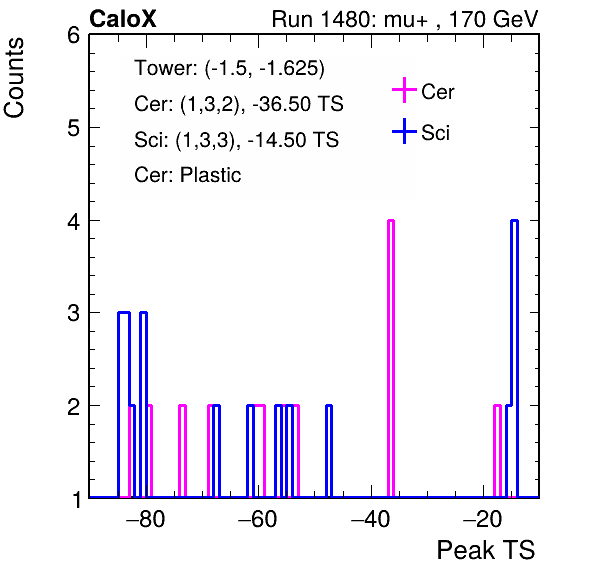 CaloX Run 1480: mu+ , 170 GeV
Counts
6
Tower: (-1.5, -1.625)
Cer: (1,3,2), -36.50 TS
Sci: (1,3,3), -14.50 TS
Cer: Plastic
Cer
Sci
5
4
3
2
1
−80 −60 −40 −20
Peak TS